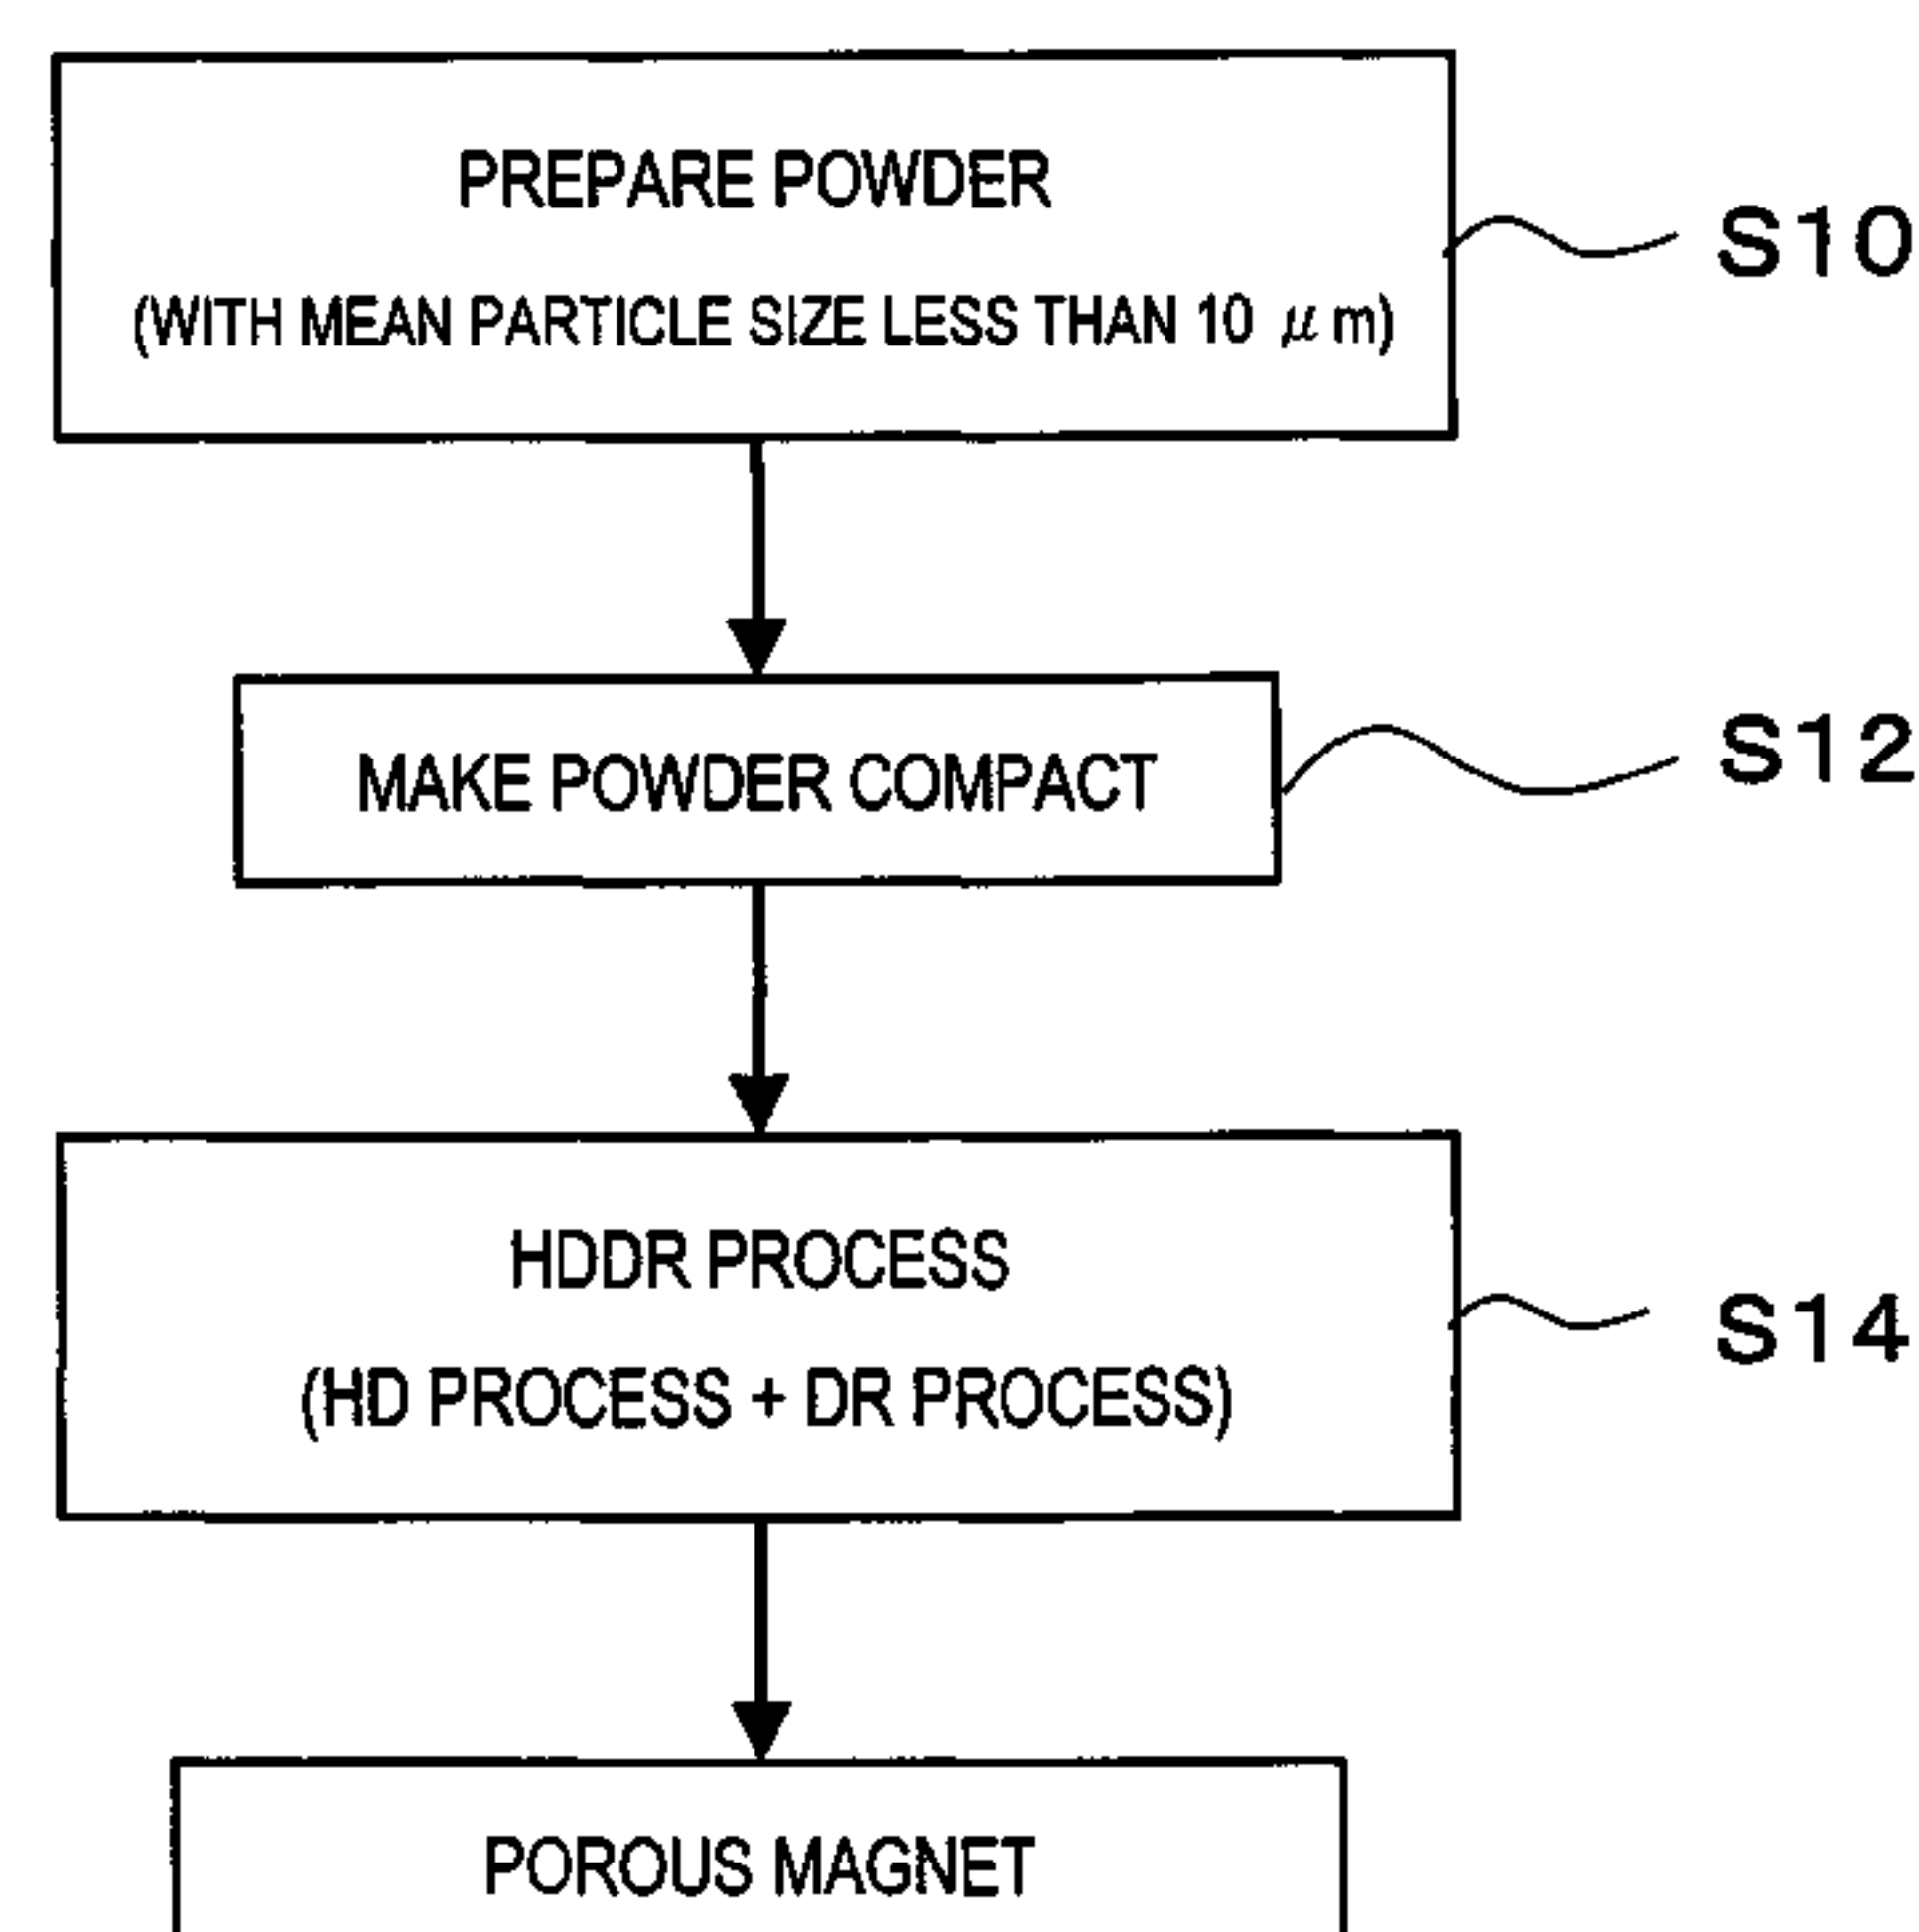 PREPARE POWDER
(WITH MEAN PARTICLE SIZE LESS THAN 10 μm)
S10
MAKE POWDER COMPACT
S12
HDDR PROCESS
(HD PROCESS + DR PROCESS)
S14
POROUS MAGNET